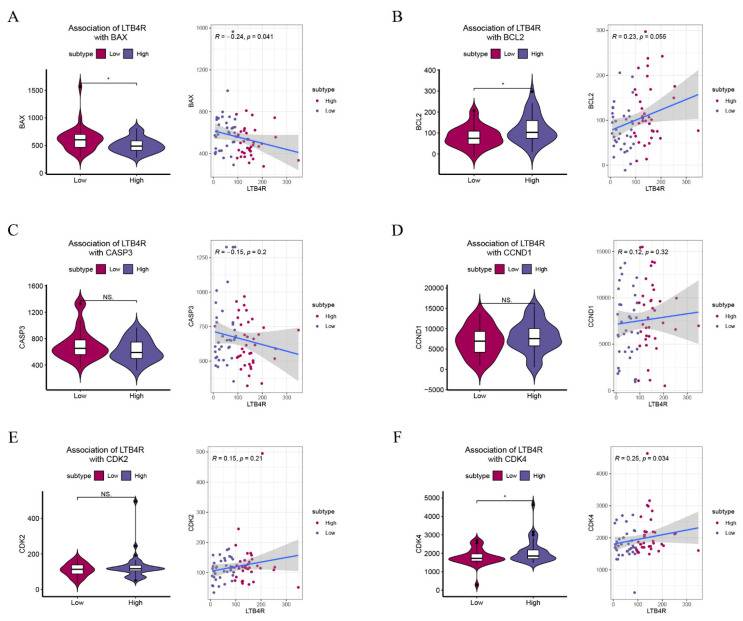 A
Association of LTB4R
with BAX
subtype Low High
BAX
2000
1500
1000
500
0
*
Low High
R = −0.24, p = 0.041
BAX
1600
1400
1000
800
600
400
0 100 200 300
LTB4R
subtype
High
Low
B
Association of LTB4R
with BCL2
subtype Low High
BCL2
400
300
200
100
0
*
Low High
R = 0.23, p = 0.055
BCL2
300
200
100
0
0 100 200 300
LTB4R
subtype
High
Low
C
Association of LTB4R
with CASP3
subtype Low High
CASP3
1600
1200
800
400
NS.
Low High
R = −0.15, p = 0.2
CASP3
1250
1000
750
500
0 100 200 300
LTB4R
subtype
High
Low
D
Association of LTB4R
with CCND1
subtype Low High
CCND1
20000
15000
10000
5000
0
−5000
NS.
Low High
R = 0.12, p = 0.32
CCND1
15000
10000
5000
0
0 100 200 300
LTB4R
subtype
High
Low
E
Association of LTB4R
with CDK2
subtype Low High
CDK2
400
200
0
NS.
Low High
R = 0.15, p = 0.21
CDK2
500
400
300
200
100
0 100 200 300
LTB4R
subtype
High
Low
F
Association of LTB4R
with CDK4
subtype Low High
CDK4
5000
4000
3000
2000
1000
0
*
Low High
R = 0.25, p = 0.034
CDK4
4000
3000
2000
1000
0 100 200 300
LTB4R
subtype
High
Low